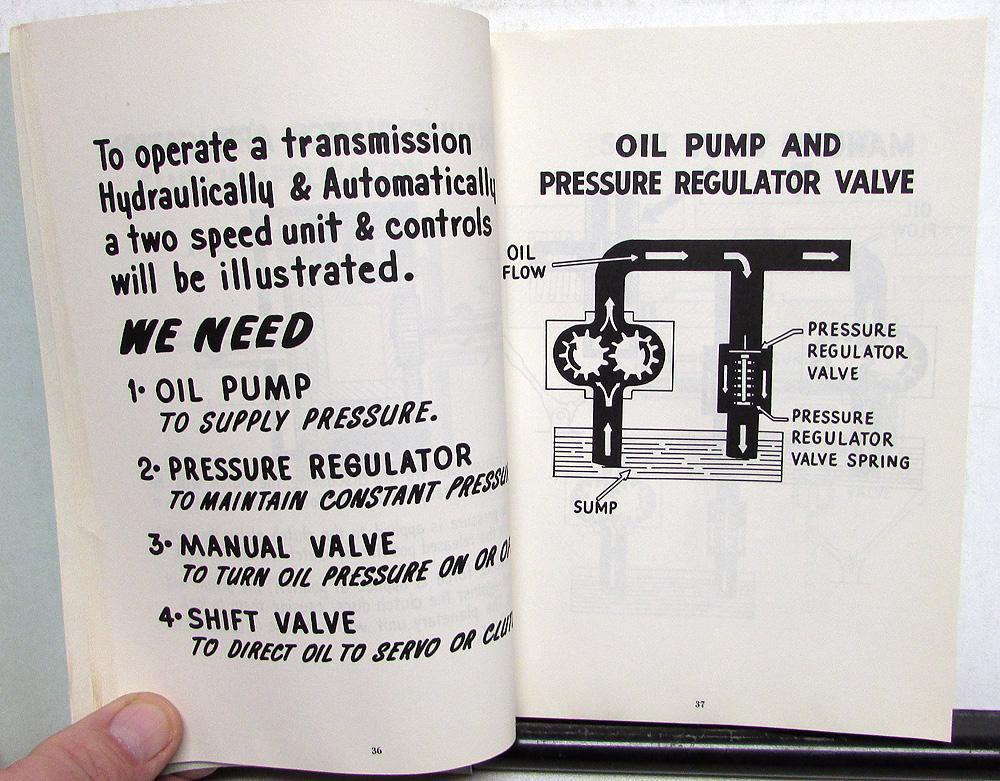 To operate a transmission
Hydraulically & Automatically
a two speed unit & controls
will be illustrated.
WE NEED
1• OIL PUMP
TO SUPPLY PRESSURE.
2• PRESSURE REGULATOR
TO MAINTAIN CONSTANT
3• MANUAL VALVE
TO TURN OIL PRESSURE ON OR
4• SHIFT VALVE
TO DIRECT OIL TO SERVO OR
36
OIL PUMP AND
PRESSURE REGULATOR VALVE
OIL
FLOW
PRESSURE
REGULATOR
VALVE
PRESSURE
REGULATOR
VALVE SPRING
SUMP
37